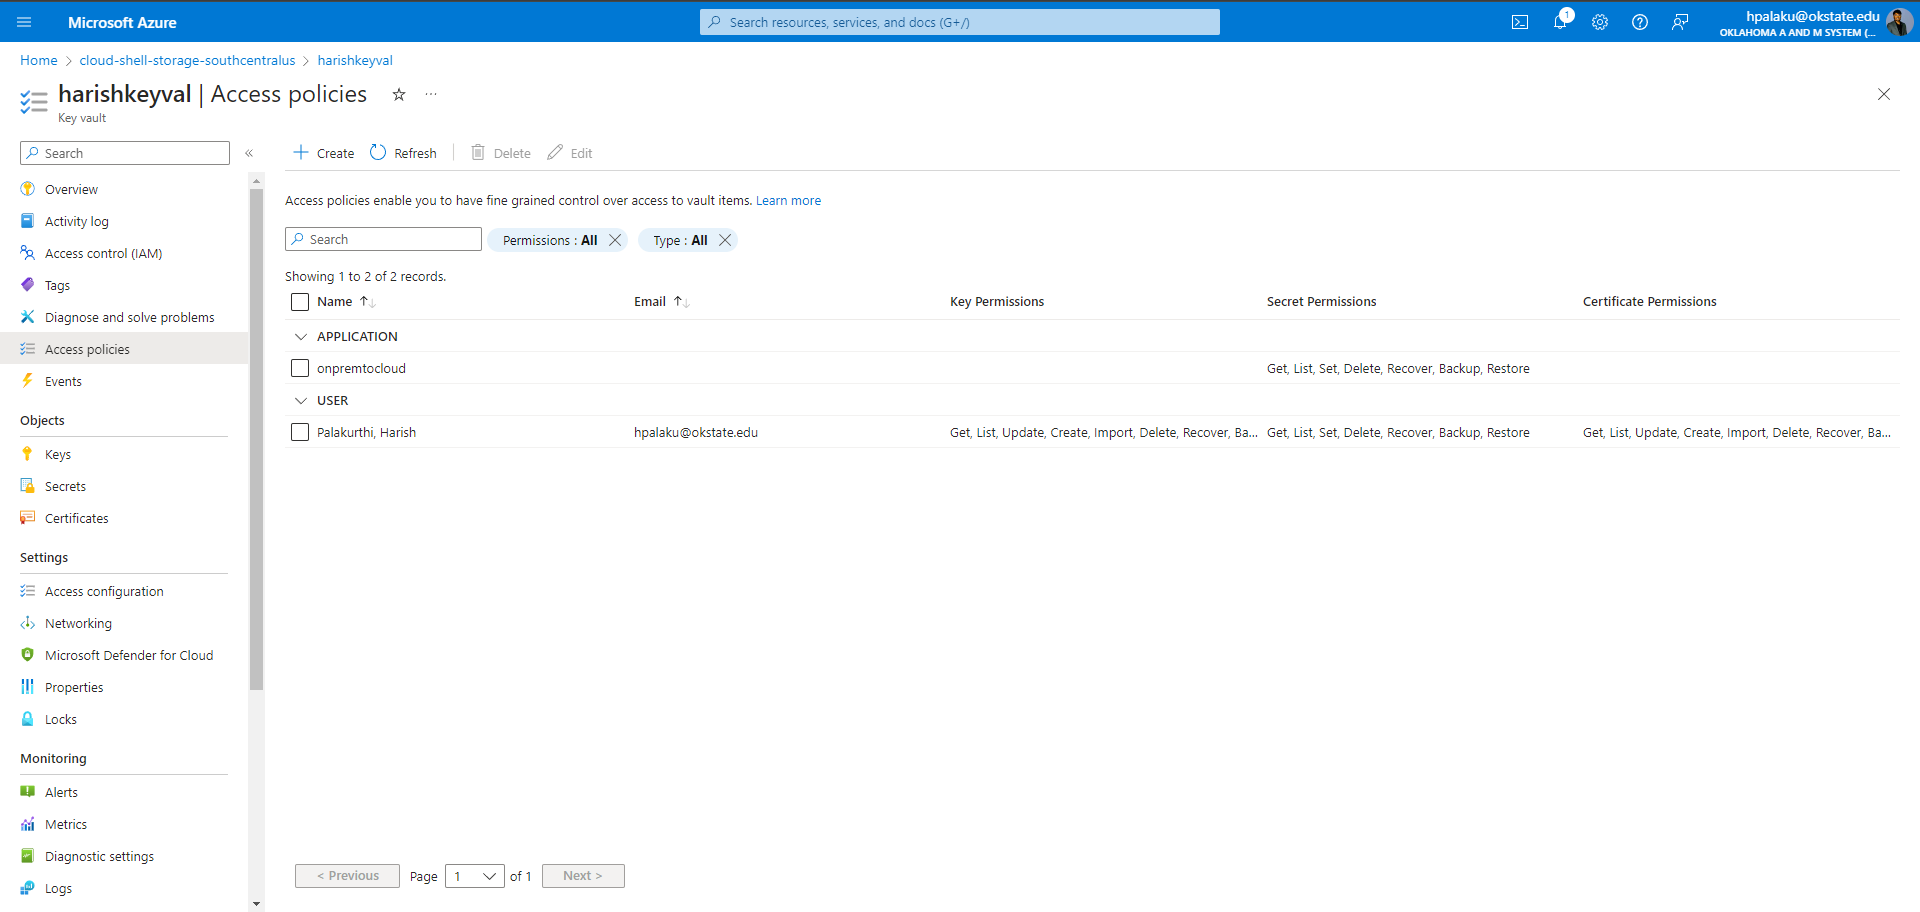 Microsoft Azure
Search resources, services, and docs (G+/)
1
hpalaku@okstate.edu
OKLAHOMA A AND M SYSTEM (...
Home > cloud-shell-storage-southcentralus > harishkeyval
harishkeyval | Access policies ☆ ...
Key vault
Search «
Overview
Activity log
Access control (IAM)
Tags
Diagnose and solve problems
Access policies
Events
Objects
Keys
Secrets
Certificates
Settings
Access configuration
Networking
Microsoft Defender for Cloud
Properties
Locks
Monitoring
Alerts
Metrics
Diagnostic settings
Logs
Create Refresh Delete Edit
Access policies enable you to have fine grained control over access to vault items. Learn more
Search Permissions : All Type : All
Showing 1 to 2 of 2 records.
Name ↑↓ Email ↑↓ Key Permissions Secret Permissions Certificate Permissions
APPLICATION
onpremtocloud Get, List, Set, Delete, Recover, Backup, Restore
USER
Palakurthi, Harish hpalaku@okstate.edu Get, List, Update, Create, Import, Delete, Recover, Ba... Get, List, Set, Delete, Recover, Backup, Restore Get, List, Update, Create, Import, Delete, Recover, Ba...
< Previous Page 1 of 1 Next >